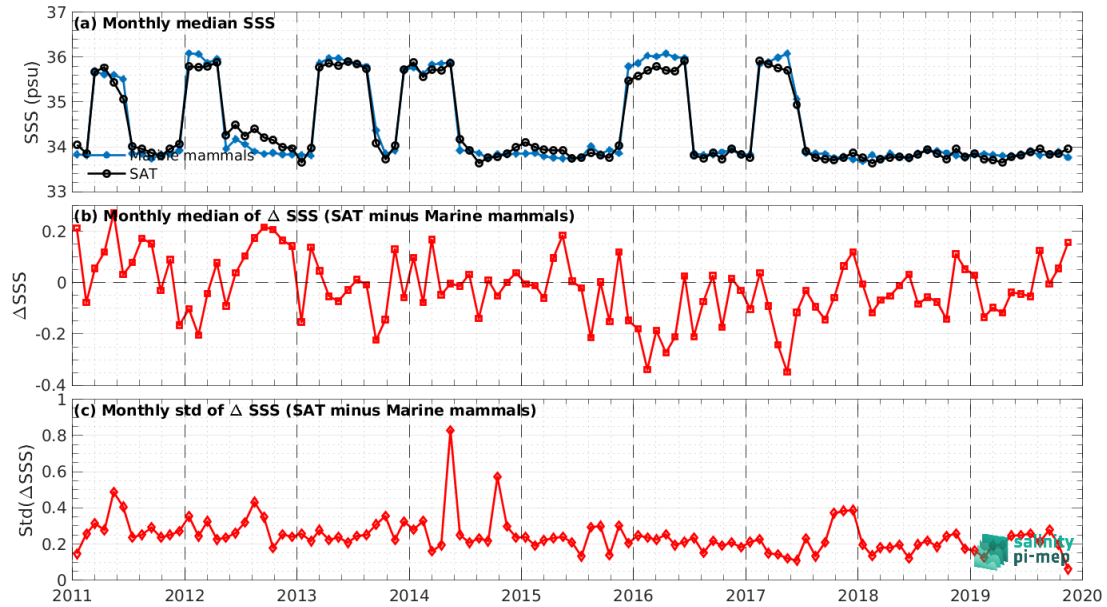 (a) Monthly median SSS
37
36
35
34
33
SSS (psu)
Marine mammals
SAT
(b) Monthly median of Δ SSS (SAT minus Marine mammals)
0.2
0
-0.2
-0.4
ΔSSS
(c) Monthly std of Δ SSS (SAT minus Marine mammals)
1
0.8
0.6
0.4
0.2
0
Std(ΔSSS)
2011 2012 2013 2014 2015 2016 2017 2018 2019 2020
salinity
pi-mep